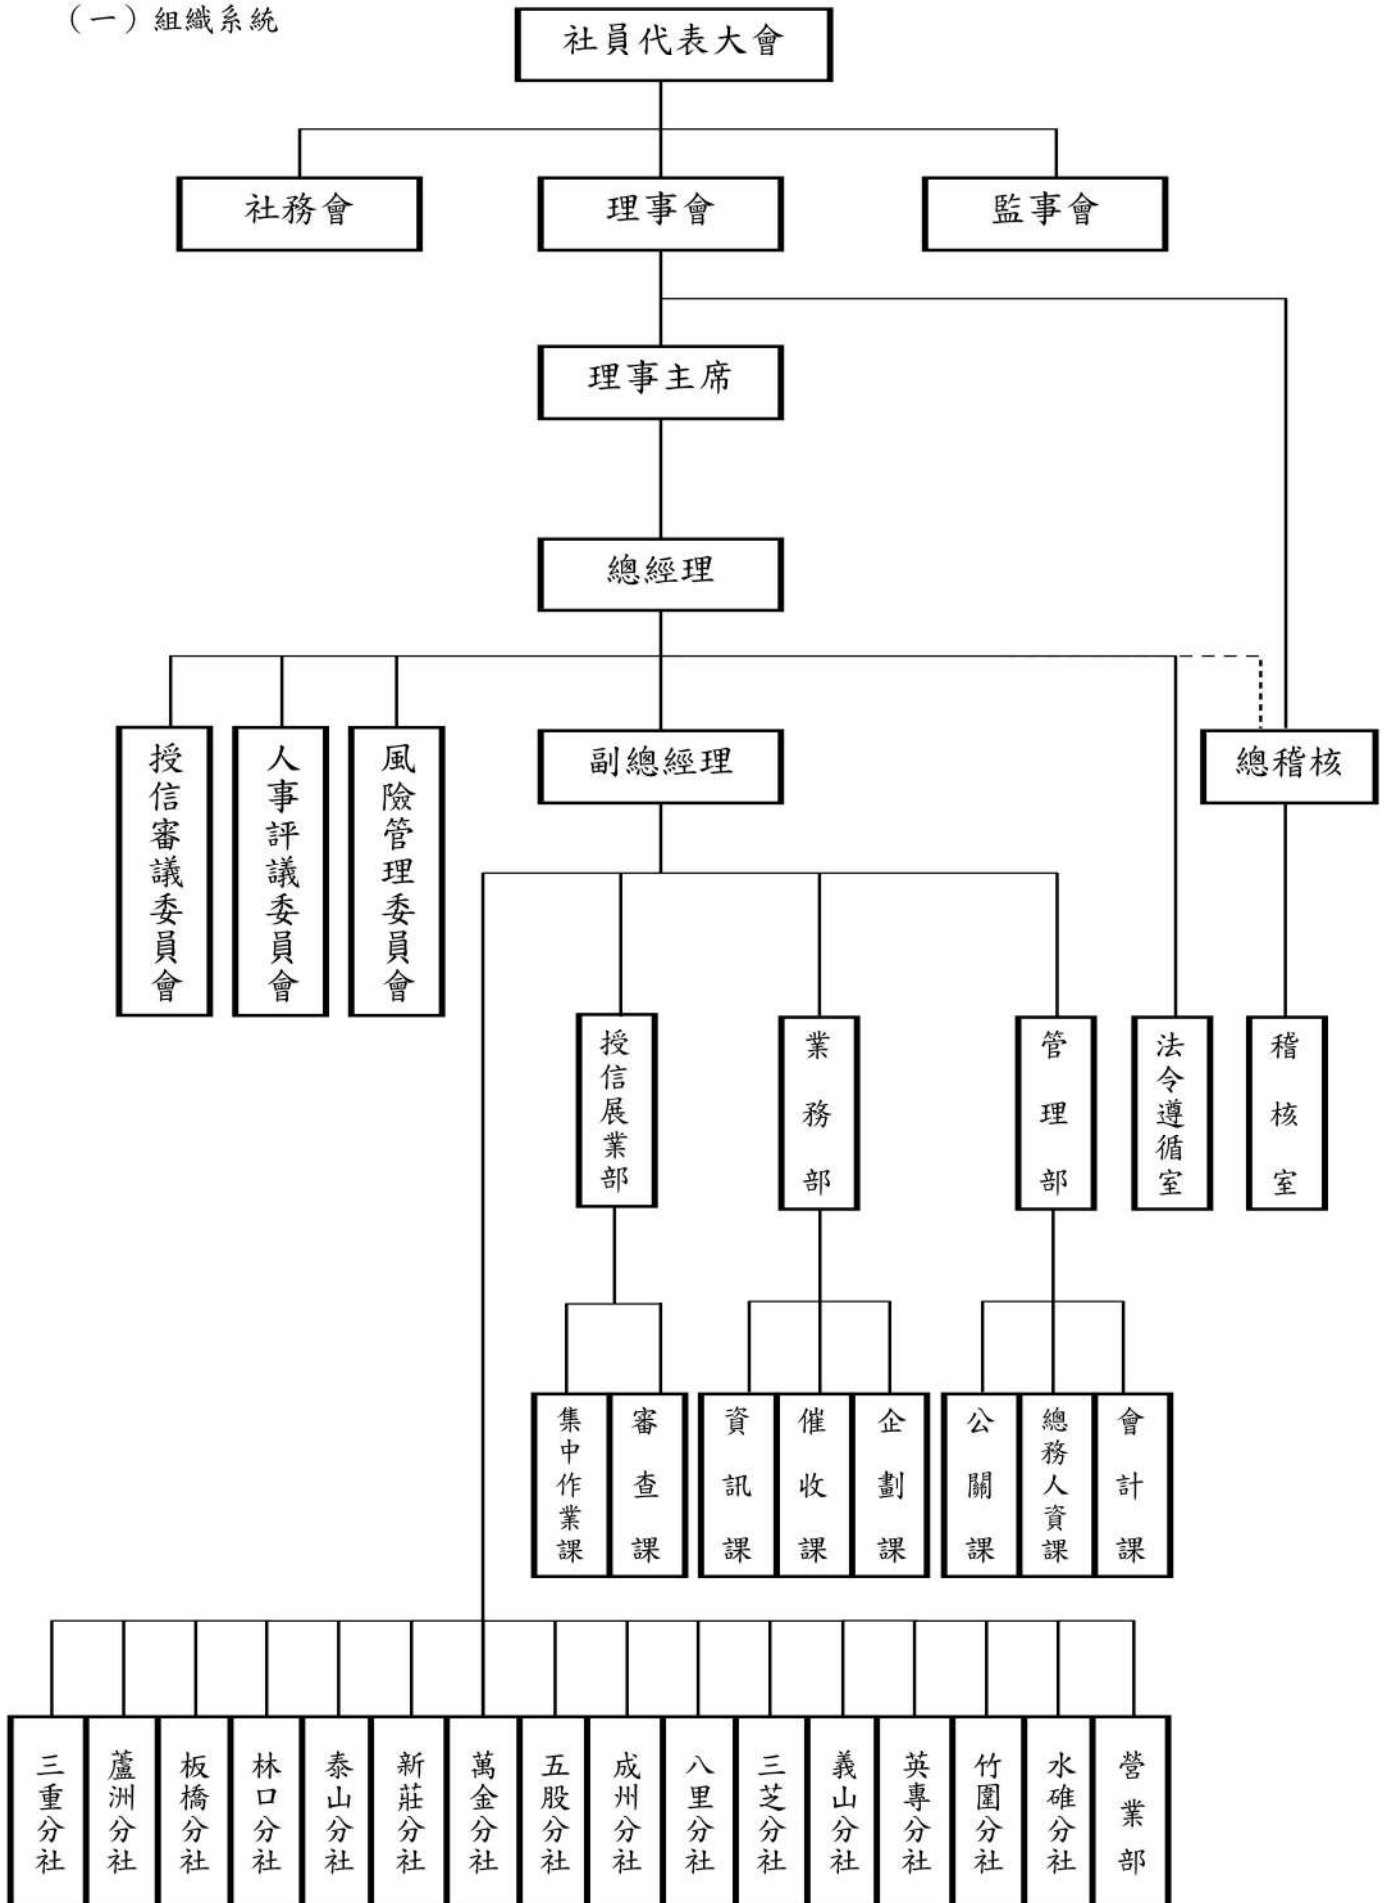 （一）組織系統
社員代表大會
社務會
理事會
監事會
理事主席
總經理
授信審議委員會
人事評議委員會
風險管理委員會
副總經理
總稽核
授信展業部
業務部
管理部
法令遵循室
稽核室
集中作業課
審查課
資訊課
催收課
企劃課
公關課
總務人資課
會計課
三重分社
蘆洲分社
板橋分社
林口分社
泰山分社
新莊分社
萬金分社
五股分社
成州分社
八里分社
三芝分社
義山分社
英專分社
竹圍分社
水碓分社
營業部